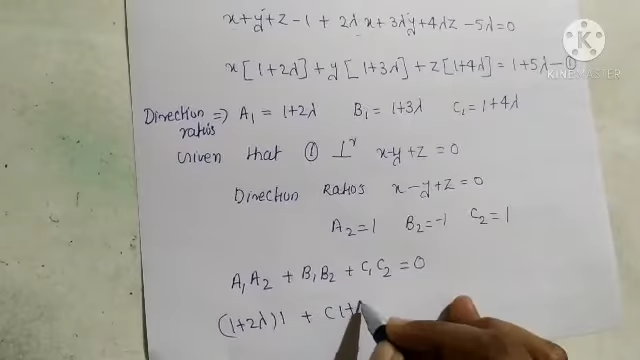 x+y+z-1 + 2λx+3λy+4λz-5λ=0
x[1+2λ]+y[1+3λ]+z[1+4λ]=1+5λ-①
Direction ratios ⇒ A₁ = 1+2λ B₁= 1+3λ C₁=1+4λ
Given that ① ⊥ʳ x-y+z=0
Direction Ratios x-y+z=0
A₂=1 B₂=-1 C₂=1
A₁A₂ + B₁B₂ + C₁C₂ = 0
(1+2λ)1 + (1+
KINEMASTER